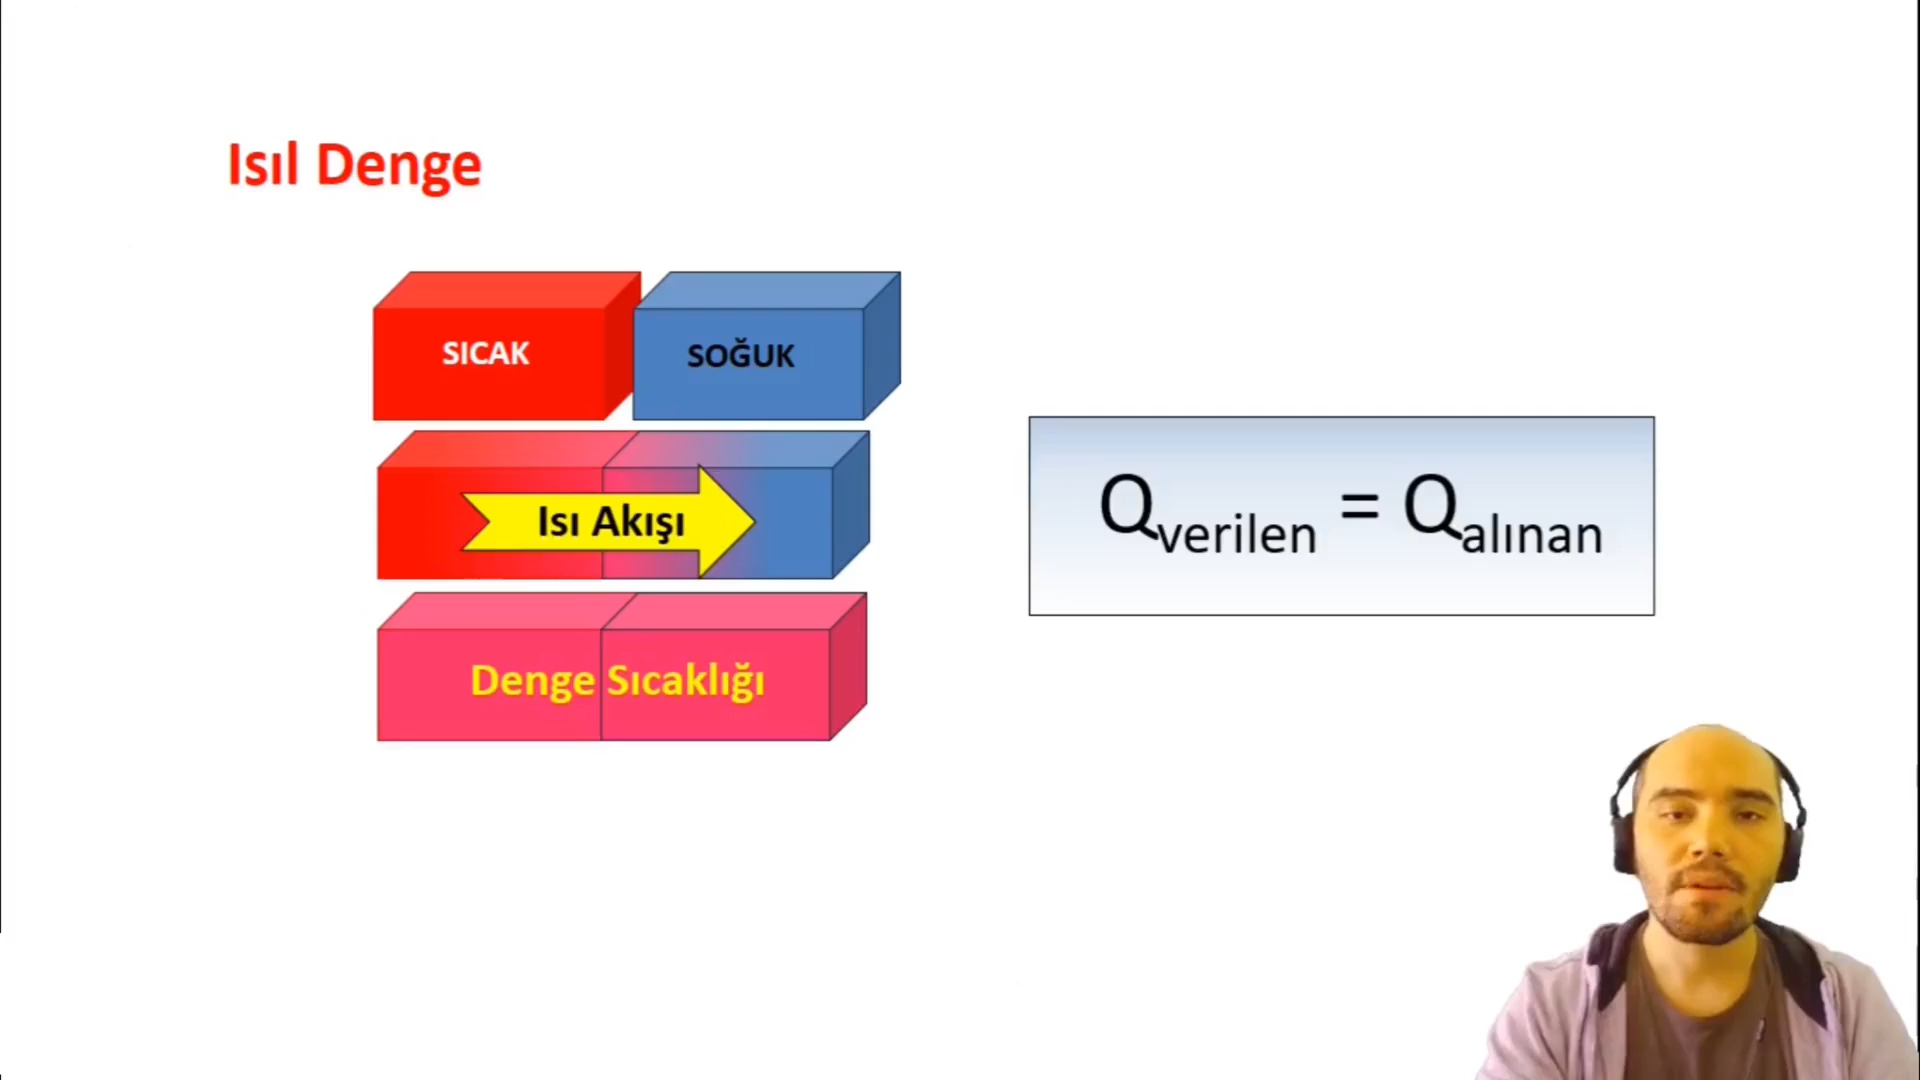 Isıl Denge
SICAK
SOĞUK
Isı Akışı
Denge Sıcaklığı
Qverilen = Qalınan